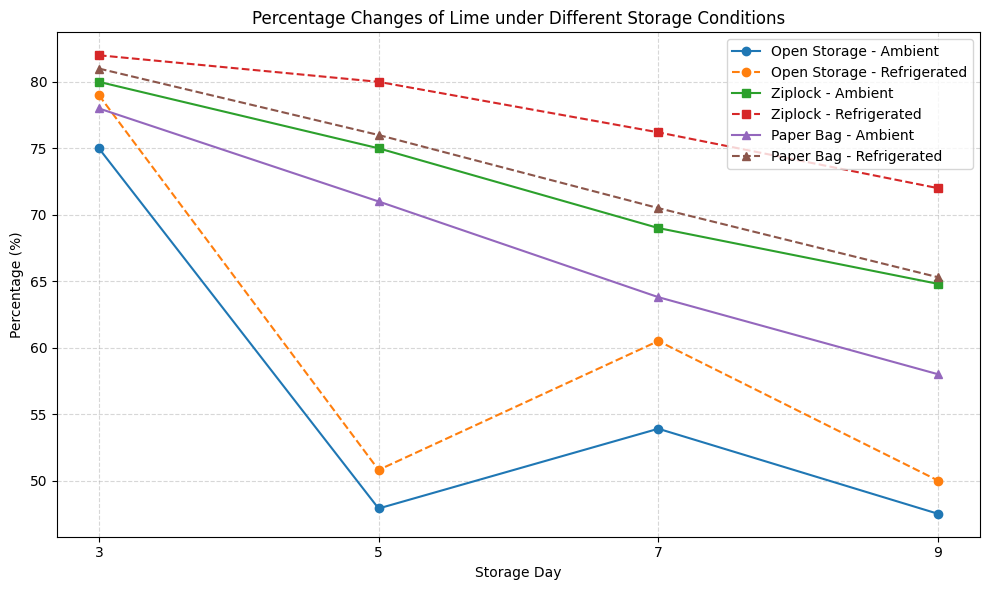 Percentage Changes of Lime under Different Storage Conditions
Open Storage - Ambient
Open Storage - Refrigerated
Ziplock - Ambient
Ziplock - Refrigerated
Paper Bag - Ambient
Paper Bag - Refrigerated
Percentage (%)
80
75
70
65
60
55
50
3
5
7
9
Storage Day